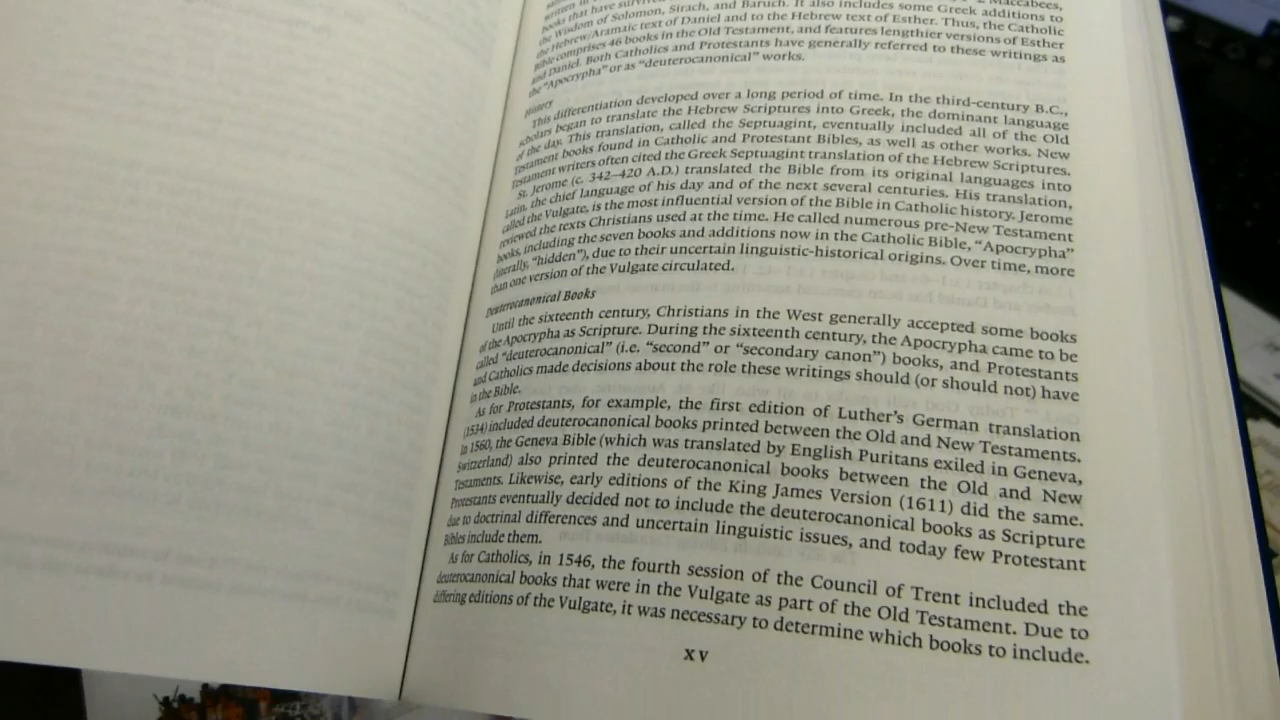 Maccabees,
books that have survived
the Wisdom of Solomon, Sirach, and Baruch. It also includes some Greek additions to
the Hebrew/Aramaic text of Daniel and to the Hebrew text of Esther. Thus, the Catholic
Bible comprises 46 books in the Old Testament, and features lengthier versions of Esther
and Daniel. Both Catholics and Protestants have generally referred to these writings as
the "Apocrypha" or as "deuterocanonical" works.
History
This differentiation developed over a long period of time. In the third-century B.C.,
scholars began to translate the Hebrew Scriptures into Greek, the dominant language
of the day. This translation, called the Septuagint, eventually included all of the Old
Testament books found in Catholic and Protestant Bibles, as well as other works. New
Testament writers often cited the Greek Septuagint translation of the Hebrew Scriptures.
St. Jerome (c. 342–420 A.D.) translated the Bible from its original languages into
Latin, the chief language of his day and of the next several centuries. His translation,
called the Vulgate, is the most influential version of the Bible in Catholic history. Jerome
reviewed the texts Christians used at the time. He called numerous pre-New Testament
books, including the seven books and additions now in the Catholic Bible, "Apocrypha"
(literally, "hidden"), due to their uncertain linguistic-historical origins. Over time, more
than one version of the Vulgate circulated.
Deuterocanonical Books
Until the sixteenth century, Christians in the West generally accepted some books
of the Apocrypha as Scripture. During the sixteenth century, the Apocrypha came to be
called "deuterocanonical" (i.e. "second" or "secondary canon") books, and Protestants
and Catholics made decisions about the role these writings should (or should not) have
in the Bible.
As for Protestants, for example, the first edition of Luther's German translation
(1534) included deuterocanonical books printed between the Old and New Testaments.
In 1560, the Geneva Bible (which was translated by English Puritans exiled in Geneva,
Switzerland) also printed the deuterocanonical books between the Old and New
Testaments. Likewise, early editions of the King James Version (1611) did the same.
Protestants eventually decided not to include the deuterocanonical books as Scripture
due to doctrinal differences and uncertain linguistic issues, and today few Protestant
Bibles include them.
As for Catholics, in 1546, the fourth session of the Council of Trent included the
deuterocanonical books that were in the Vulgate as part of the Old Testament. Due to
differing editions of the Vulgate, it was necessary to determine which books to include.
XV